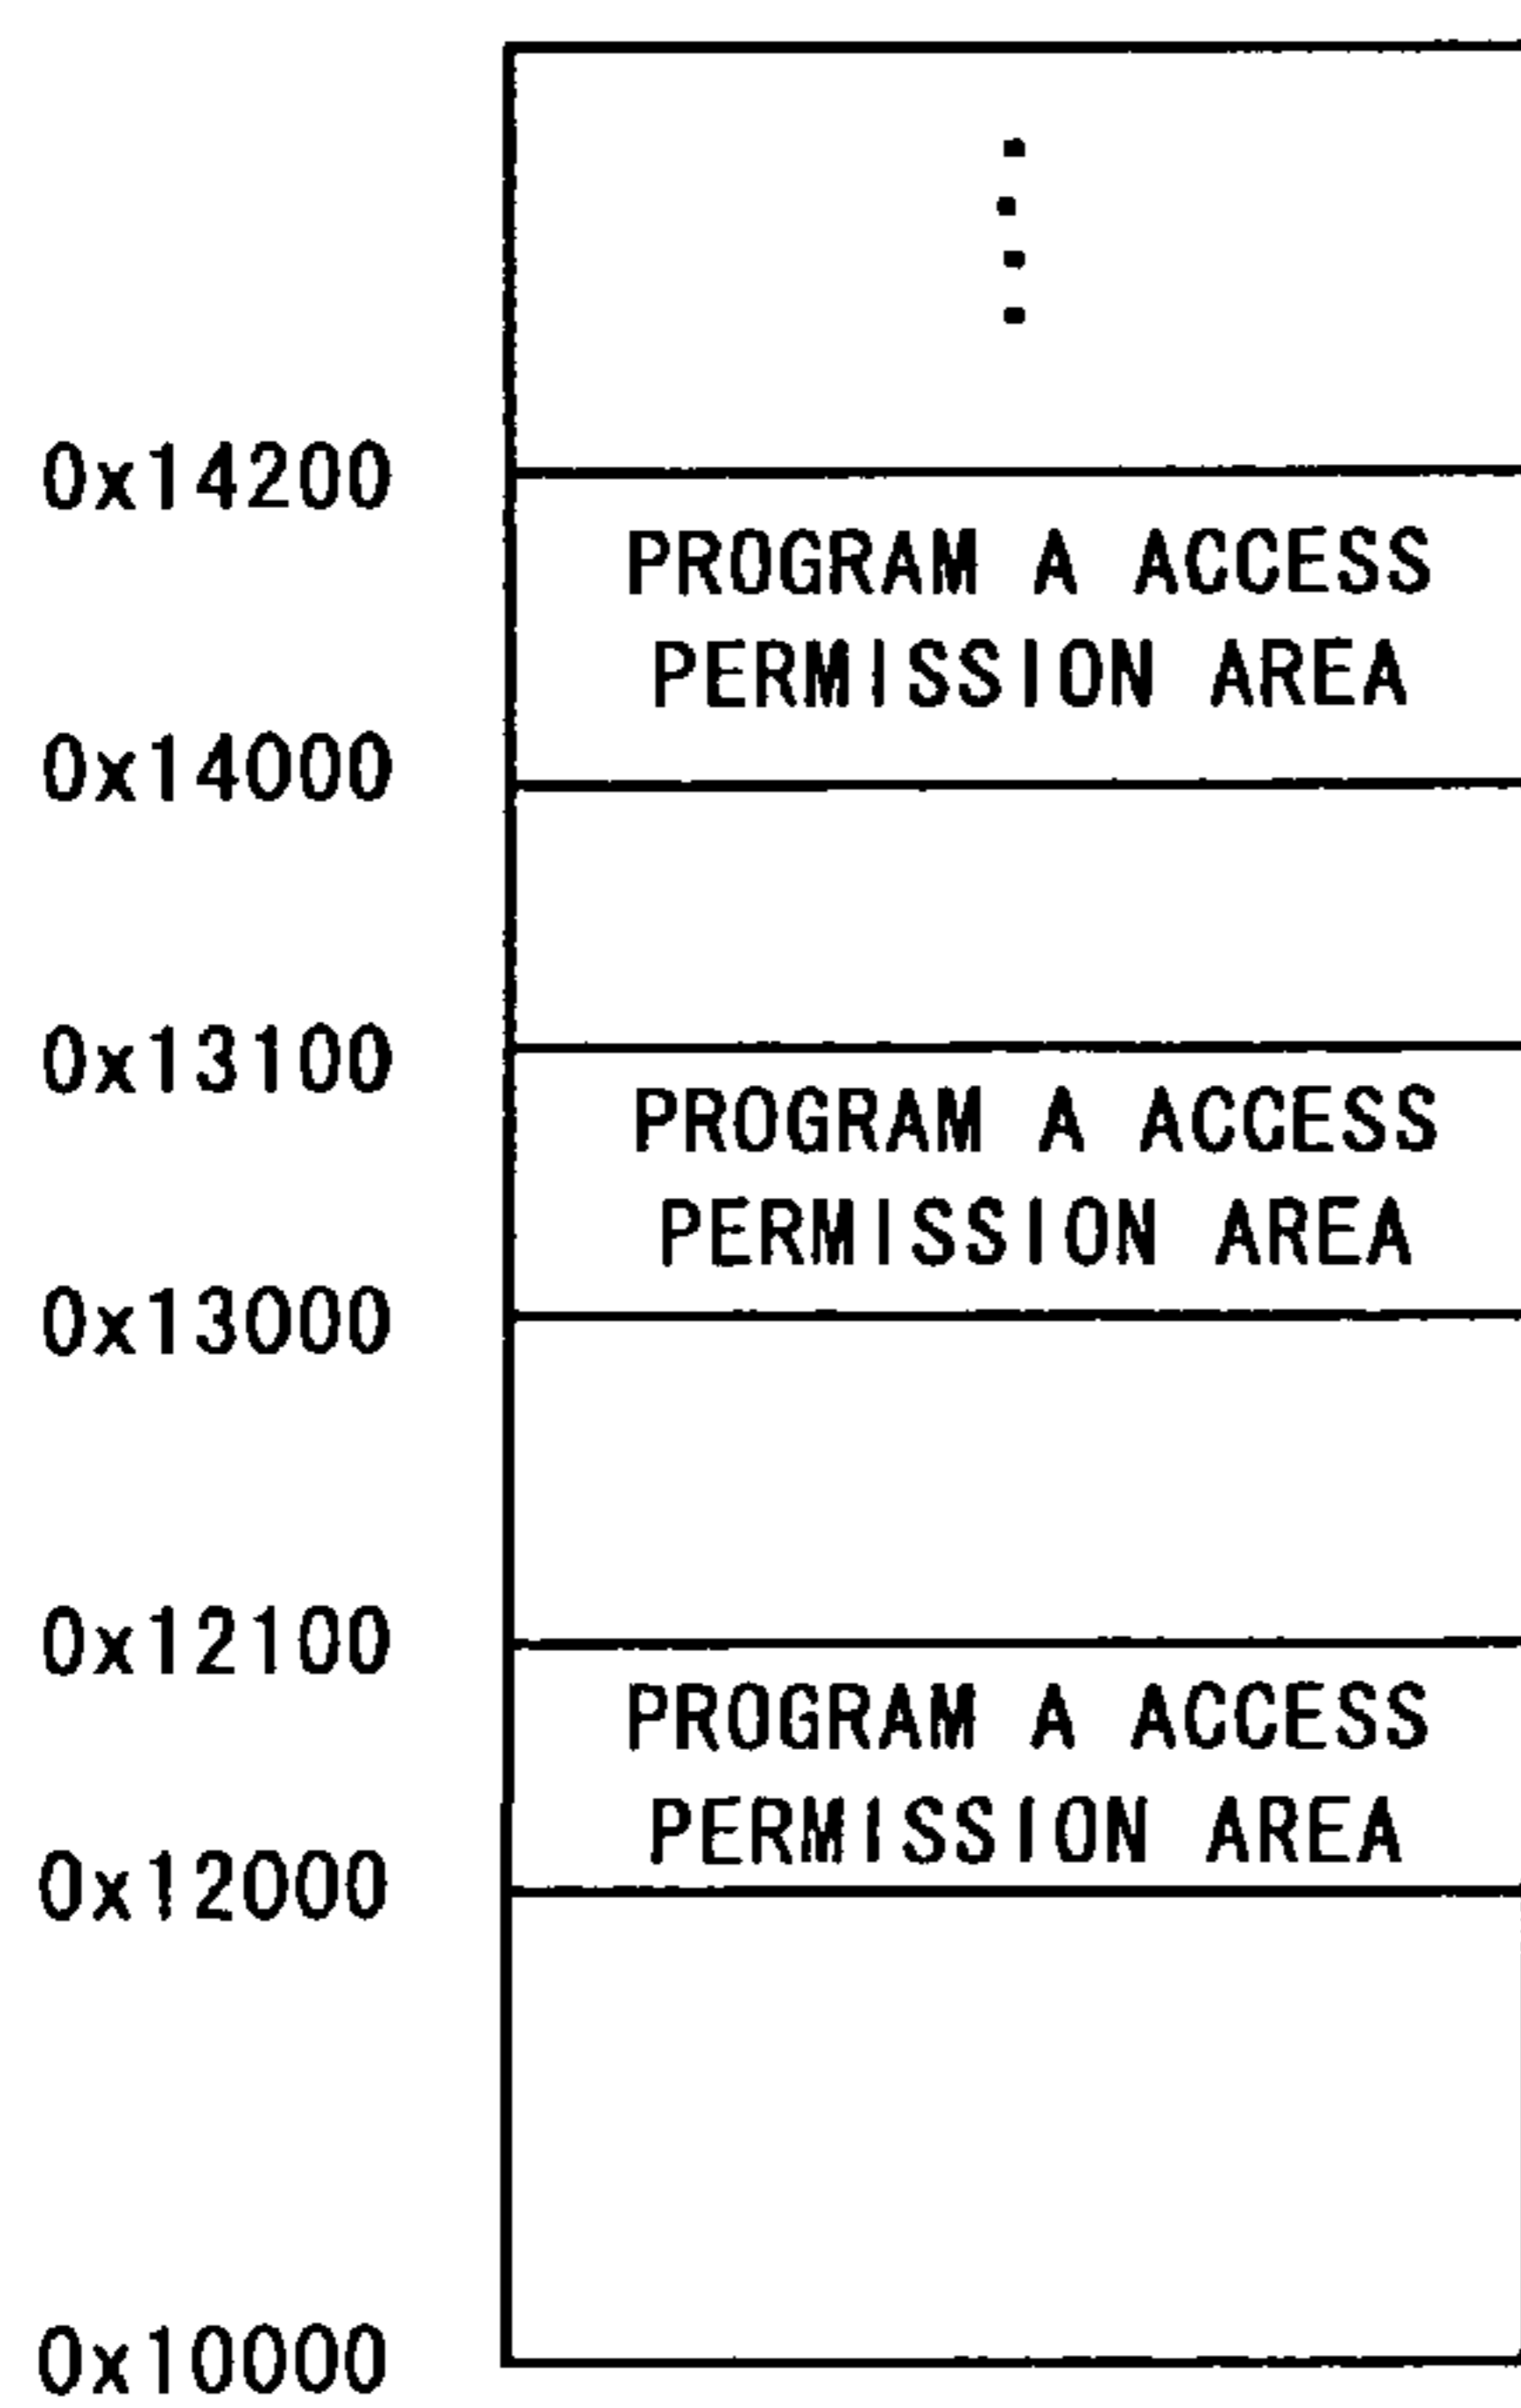 0x14200
PROGRAM A ACCESS
PERMISSION AREA
0x14000
0x13100
PROGRAM A ACCESS
PERMISSION AREA
0x13000
0x12100
PROGRAM A ACCESS
PERMISSION AREA
0x12000
0x10000